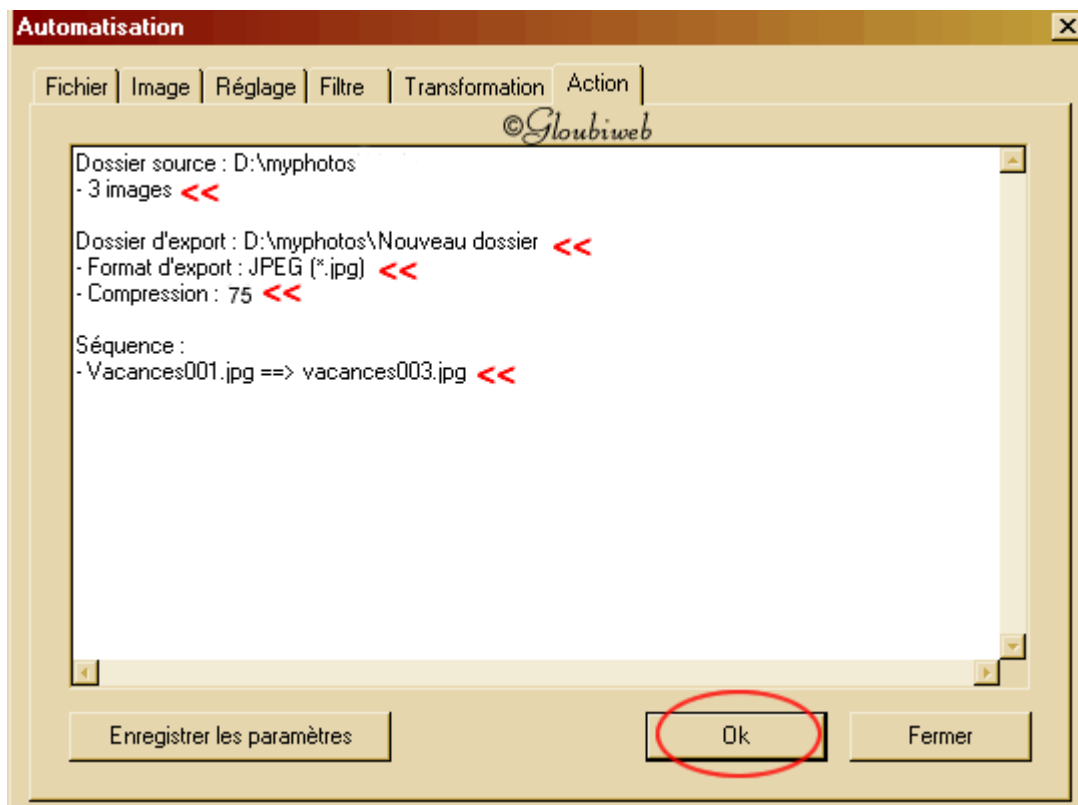 Automatisation
Fichier Image Réglage Filtre Transformation Action
©Gloubiweb
Dossier source : D:\myphotos
- 3 images <<
Dossier d'export : D:\myphotos\Nouveau dossier <<
- Format d'export : JPEG (*.jpg) <<
- Compression : 75 <<
Séquence :
- Vacances001.jpg ==> vacances003.jpg <<
Enregistrer les paramètres Ok Fermer